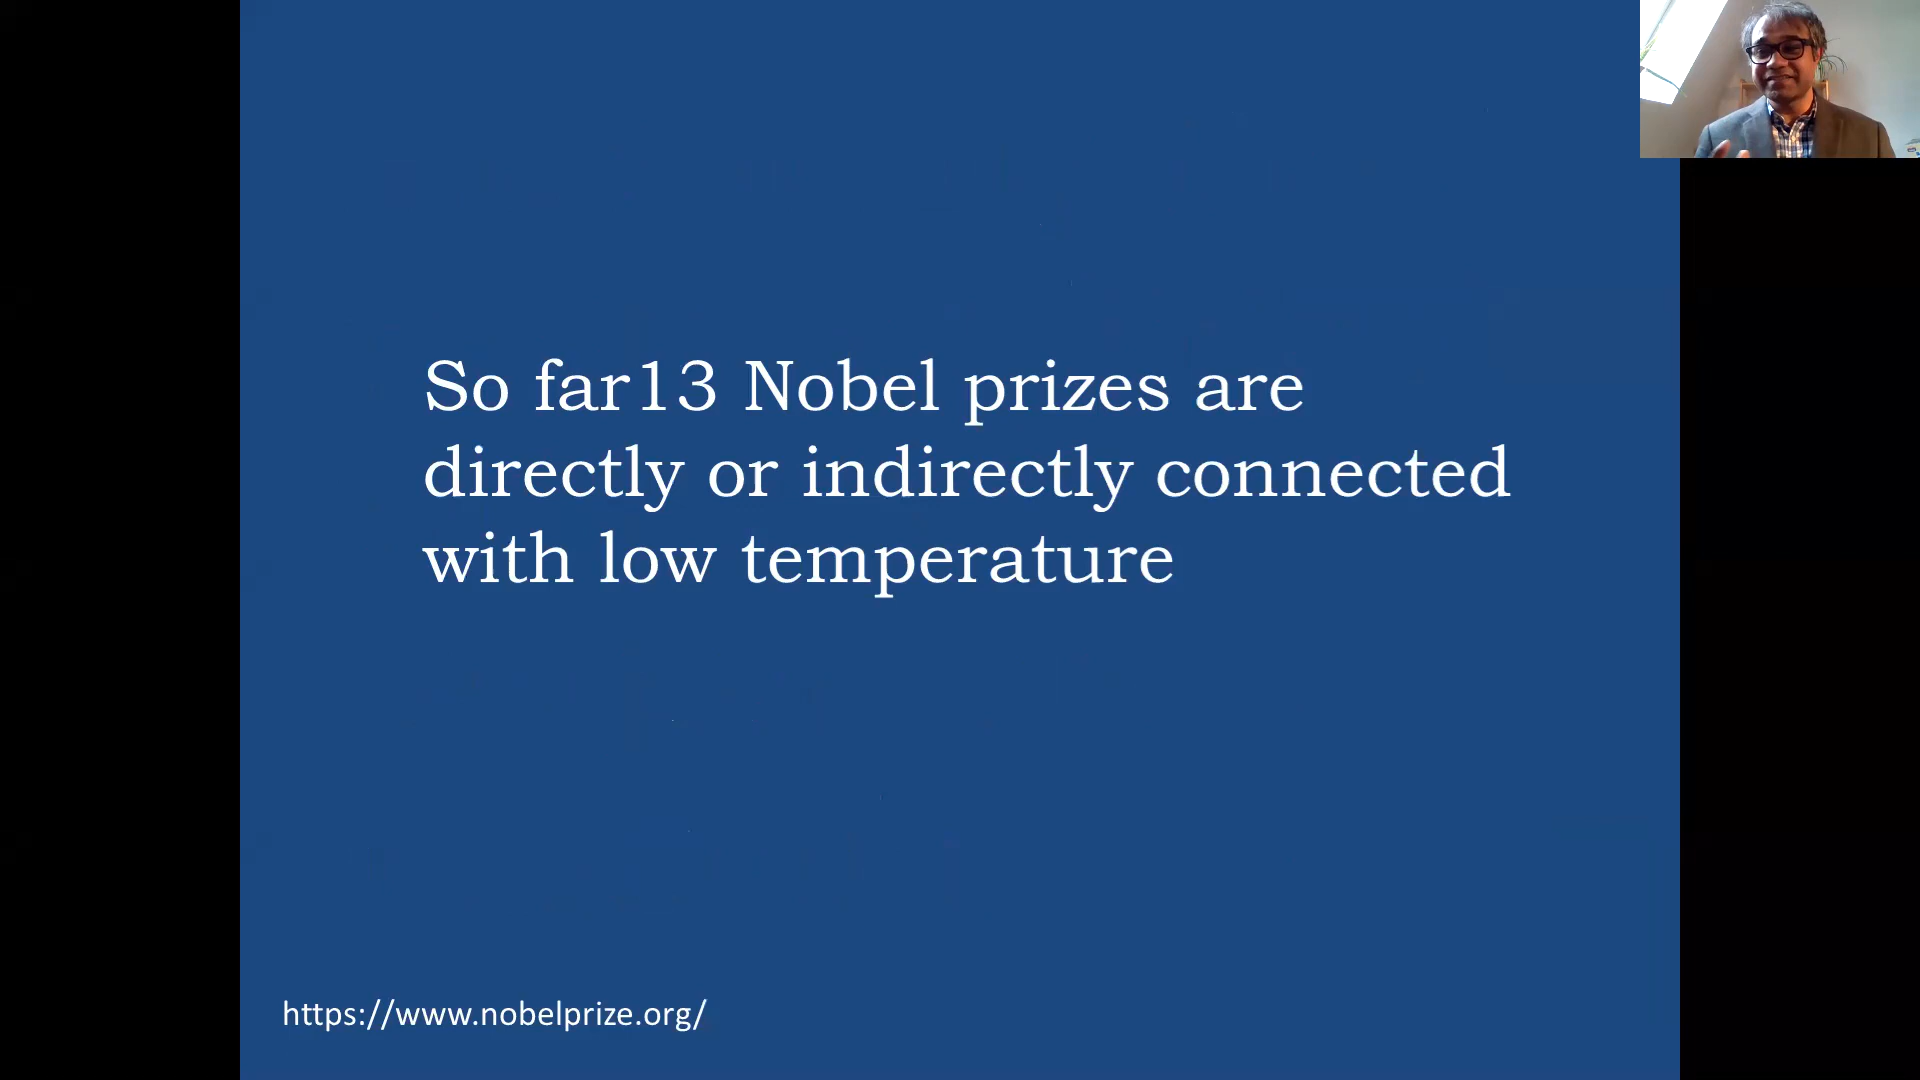 So far13 Nobel prizes are
directly or indirectly connected
with low temperature
https://www.nobelprize.org/